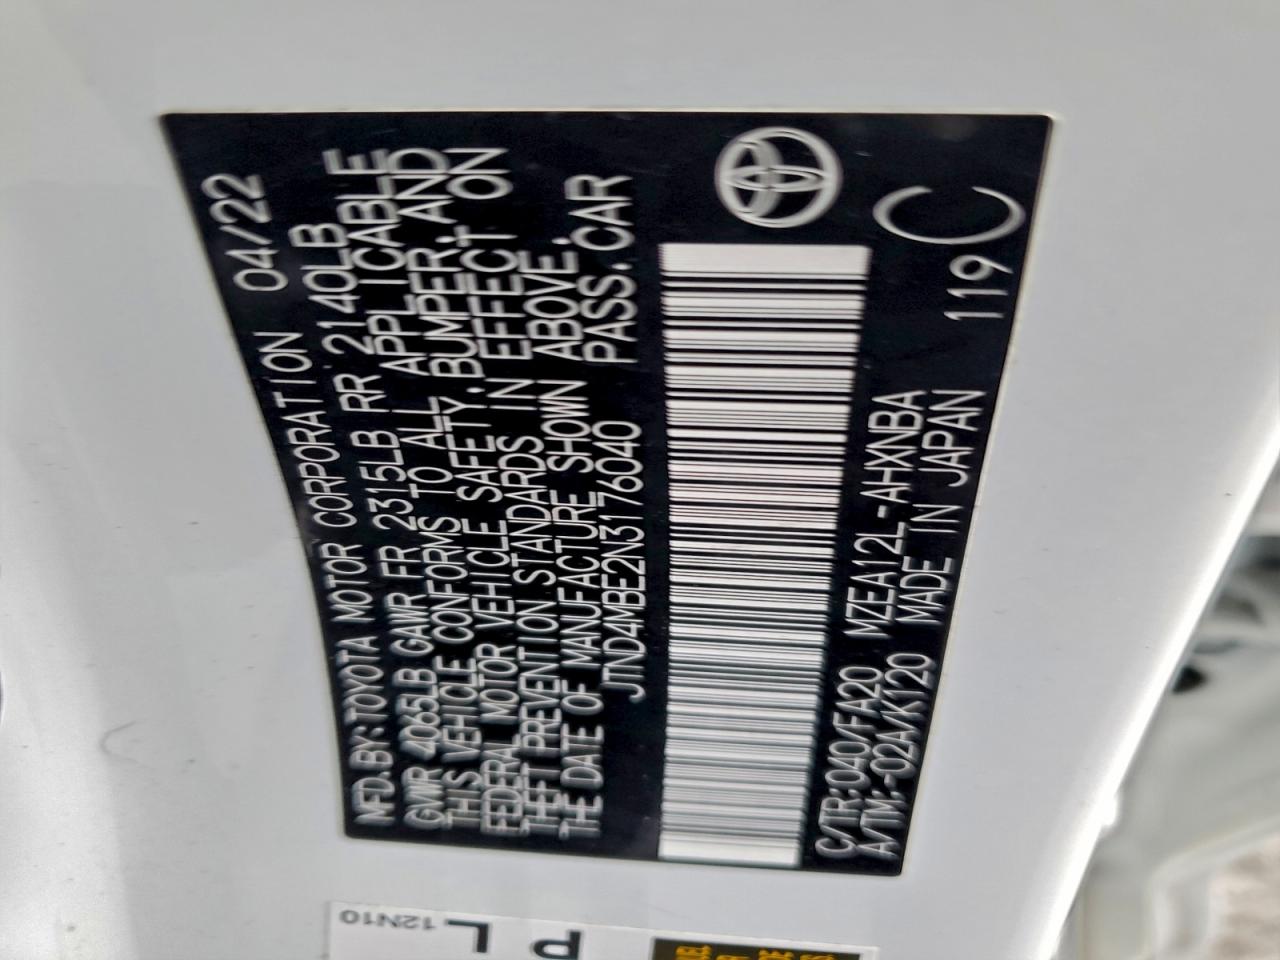 MFD.BY:TOYOTA MOTOR CORPORATION 04/22
GVWR 4065LB GAWR FR 2315LB RR 2140LB
THIS VEHICLE CONFORMS TO ALL APPLICABLE
FEDERAL MOTOR VEHICLE SAFETY, BUMPER, AND
THEFT PREVENTION STANDARDS IN EFFECT ON
THE DATE OF MANUFACTURE SHOWN ABOVE.
JTND4MBE2N3176040 PASS.CAR
C/TR:040/FA20 MZEA12L-AHXNBA
A/TM:-02A/K120 MADE IN JAPAN 119 C
12N10
P L